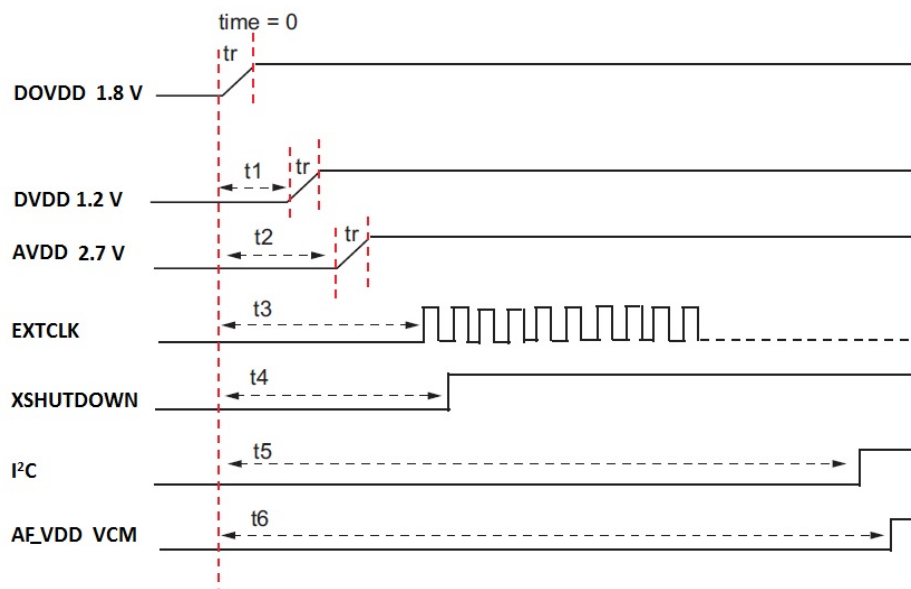 time = 0
tr
DOVDD 1.8 V
t1
tr
DVDD 1.2 V
t2
tr
AVDD 2.7 V
t3
EXTCLK
t4
XSHUTDOWN
t5
I²C
t6
AF_VDD VCM